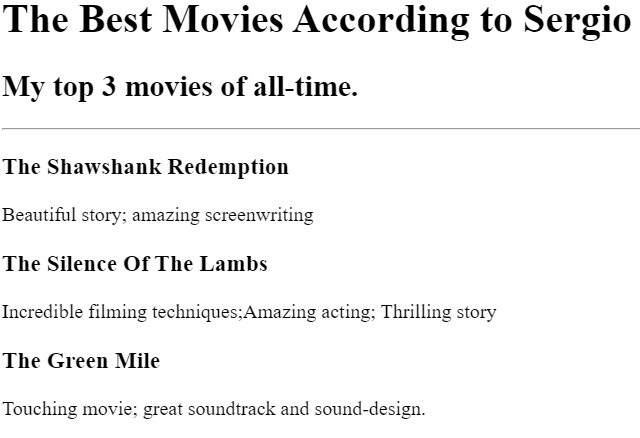 The Best Movies According to Sergio
My top 3 movies of all-time.
The Shawshank Redemption
Beautiful story; amazing screenwriting
The Silence Of The Lambs
Incredible filming techniques;Amazing acting; Thrilling story
The Green Mile
Touching movie; great soundtrack and sound-design.